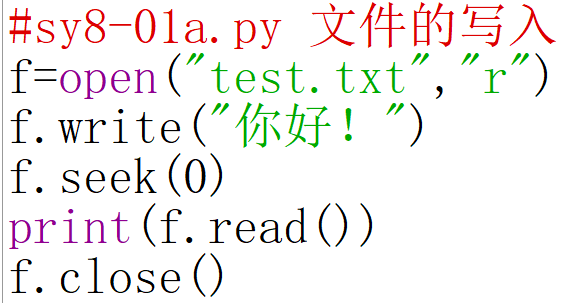 #sy8-01a.py 文件的写入
f=open("test.txt","r")
f.write("你好！")
f.seek(0)
print(f.read())
f.close()